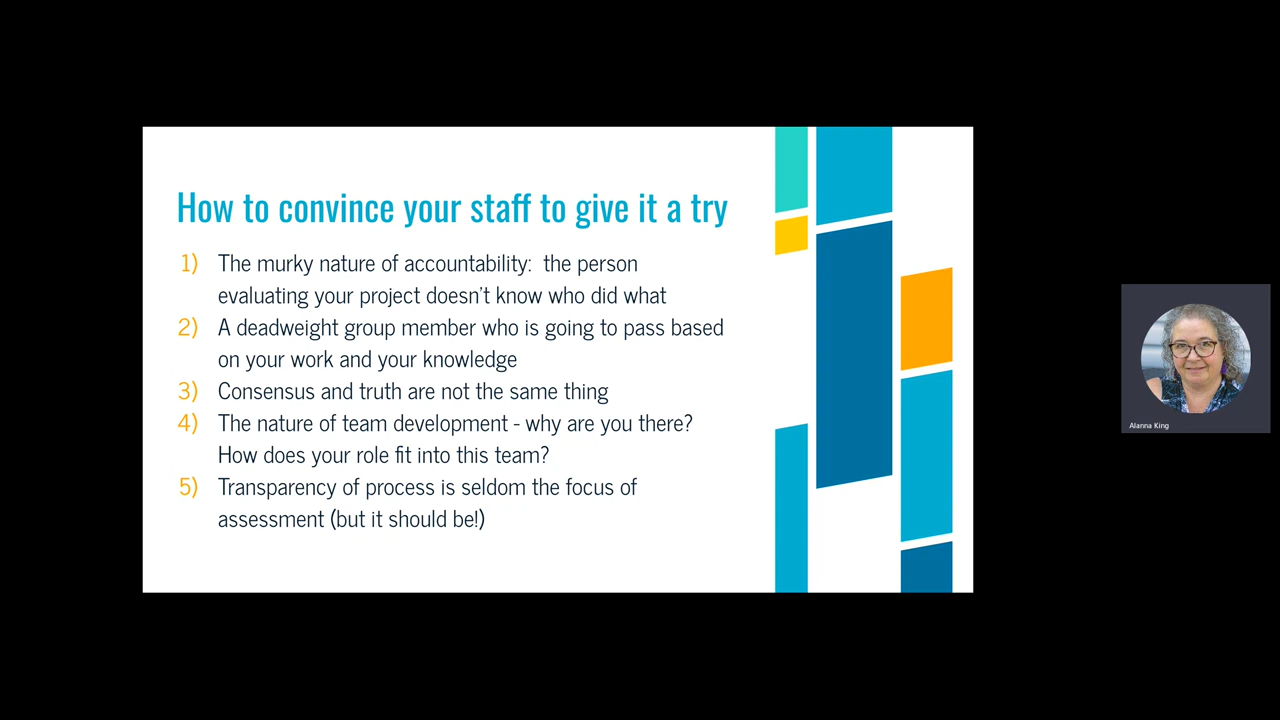 How to convince your staff to give it a try
1) The murky nature of accountability:  the person
evaluating your project doesn't know who did what
2) A deadweight group member who is going to pass based
on your work and your knowledge
3) Consensus and truth are not the same thing
4) The nature of team development - why are you there?
How does your role fit into this team?
5) Transparency of process is seldom the focus of
assessment (but it should be!)
Alanna King